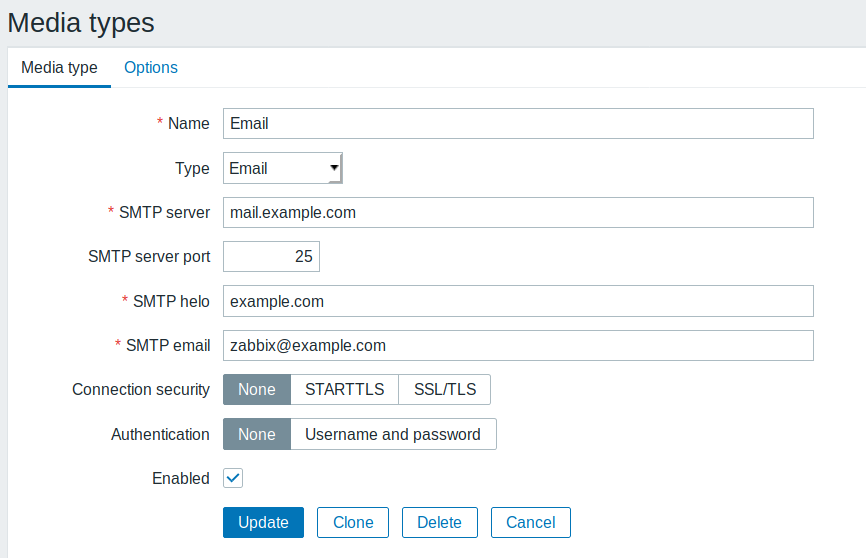 Media types
Media type Options
* Name Email
Type Email
* SMTP server mail.example.com
SMTP server port 25
* SMTP helo example.com
* SMTP email zabbix@example.com
Connection security None STARTTLS SSL/TLS
Authentication None Username and password
Enabled
Update Clone Delete Cancel